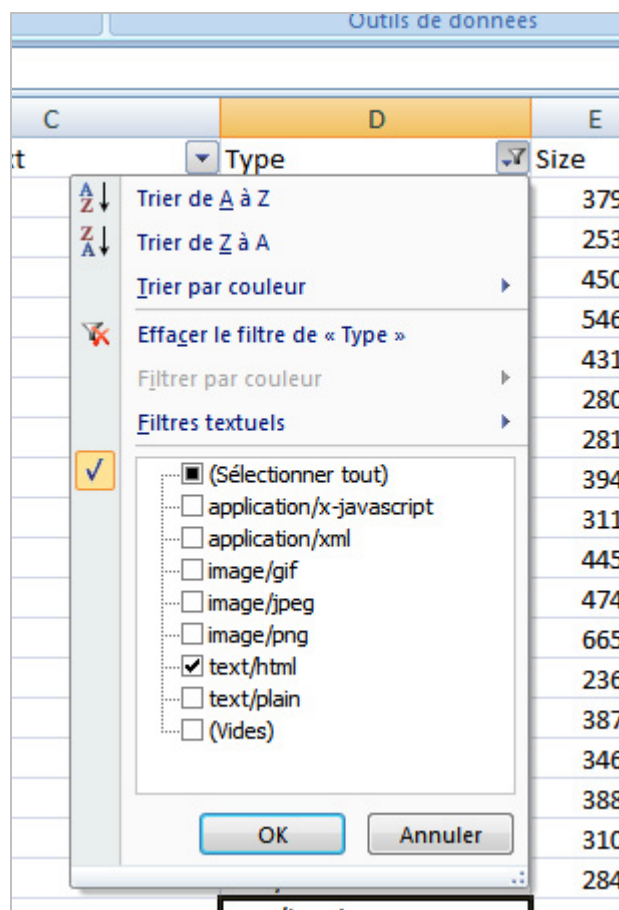 Outils de données
C D E
Type Size
Trier de A à Z
379
Trier de Z à A
253
Trier par couleur
450
Effacer le filtre de « Type »
546
431
Filtrer par couleur
280
Filtres textuels
281
(Sélectionner tout)
394
application/x-javascript
311
application/xml
445
image/gif
474
image/jpeg
665
image/png
236
text/html
387
text/plain
346
(Vides)
388
OK Annuler
310
284